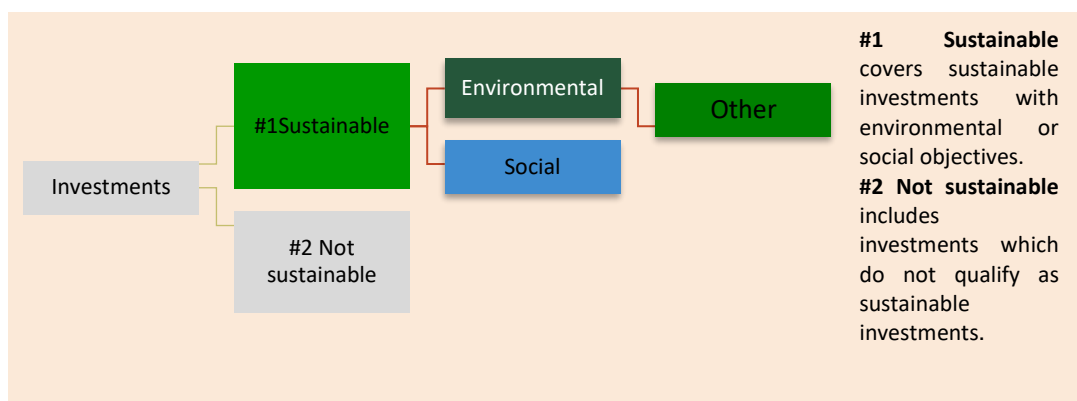 Investments
#1Sustainable
#2 Not
sustainable
Environmental
Social
Other
#1 Sustainable
covers sustainable
investments with
environmental or
social objectives.
#2 Not sustainable
includes
investments which
do not qualify as
sustainable
investments.